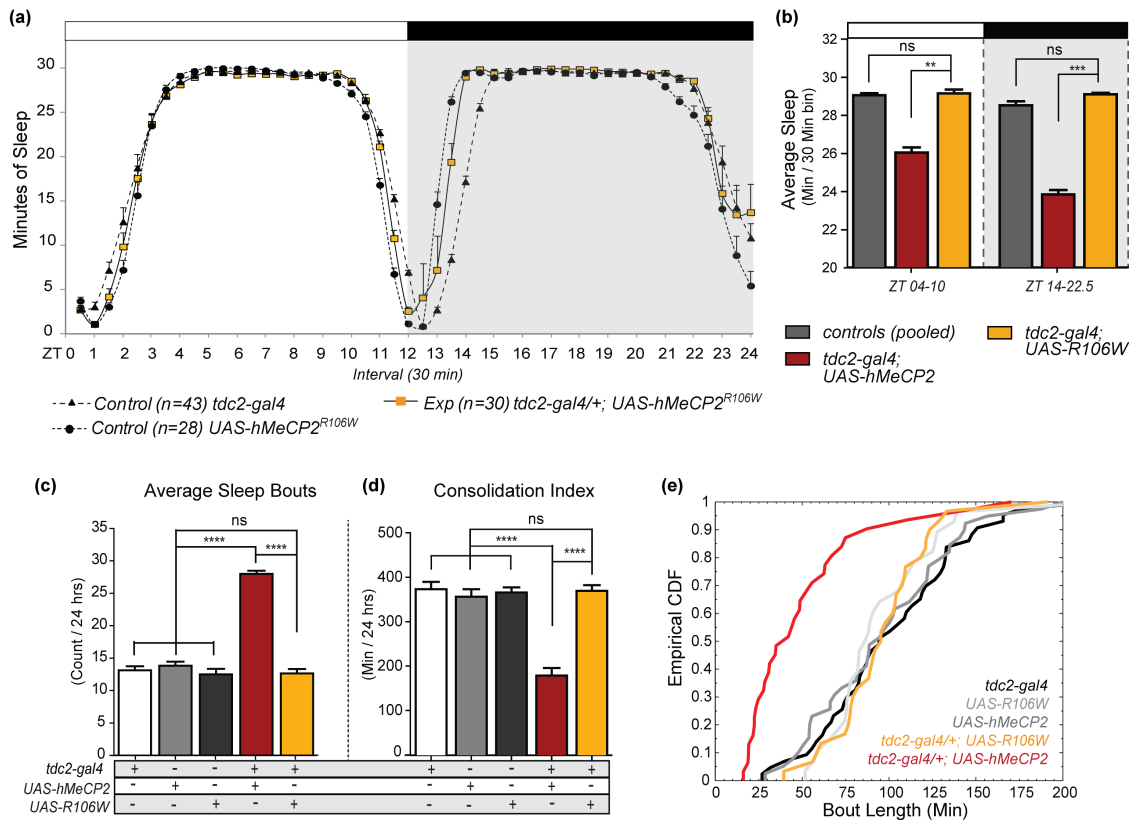 (a)
30
20
15
10
5
0
Minutes of Sleep
ZT 0 1 2 3 4 5 6 7 8 9 10 11 12 13 14 15 16 17 18 19 20 21 22 23 24
Interval (30 min)
Control (n=43) tdc2-gal4
Exp (n=30) tdc2-gal4/+; UAS-hMeCP2R106W
Control (n=28) UAS-hMeCP2R106W
(b)
32
30
28
26
24
22
20
Average Sleep
(Min / 30 Min bin)
ns
**
ns
***
ZT 04-10
ZT 14-22.5
controls (pooled)
tdc2-gal4;
UAS-R106W
tdc2-gal4;
UAS-hMeCP2
(c)
Average Sleep Bouts
35
30
25
20
15
10
5
0
(Count / 24 hrs)
ns
****
****
(d)
Consolidation Index
500
400
300
200
100
0
(Min / 24 hrs)
ns
****
****
tdc2-gal4 + - - + + + - - + +
UAS-hMeCP2 - + - + - - + - + -
UAS-R106W - - + - + - - + - +
(e)
1
0.9
0.8
0.7
0.6
0.5
0.4
0.3
0.2
0.1
0
Empirical CDF
0 25 50 75 100 125 150 175 200
Bout Length (Min)
tdc2-gal4
UAS-R106W
UAS-hMeCP2
tdc2-gal4/+; UAS-R106W
tdc2-gal4/+; UAS-hMeCP2